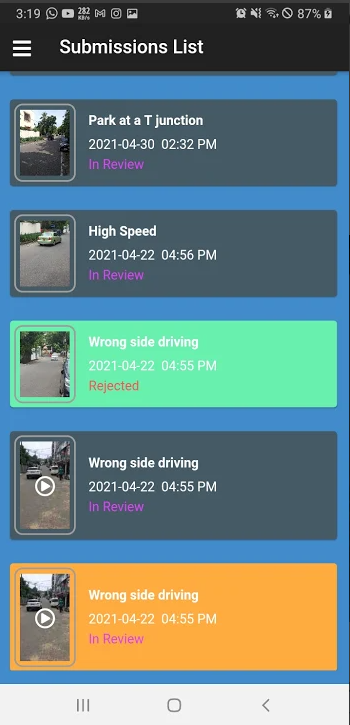 3:19 282 KB/s 87%
Submissions List
Park at a T junction
2021-04-30 02:32 PM
In Review
High Speed
2021-04-22 04:56 PM
In Review
Wrong side driving
2021-04-22 04:55 PM
Rejected
Wrong side driving
2021-04-22 04:55 PM
In Review
Wrong side driving
2021-04-22 04:55 PM
In Review